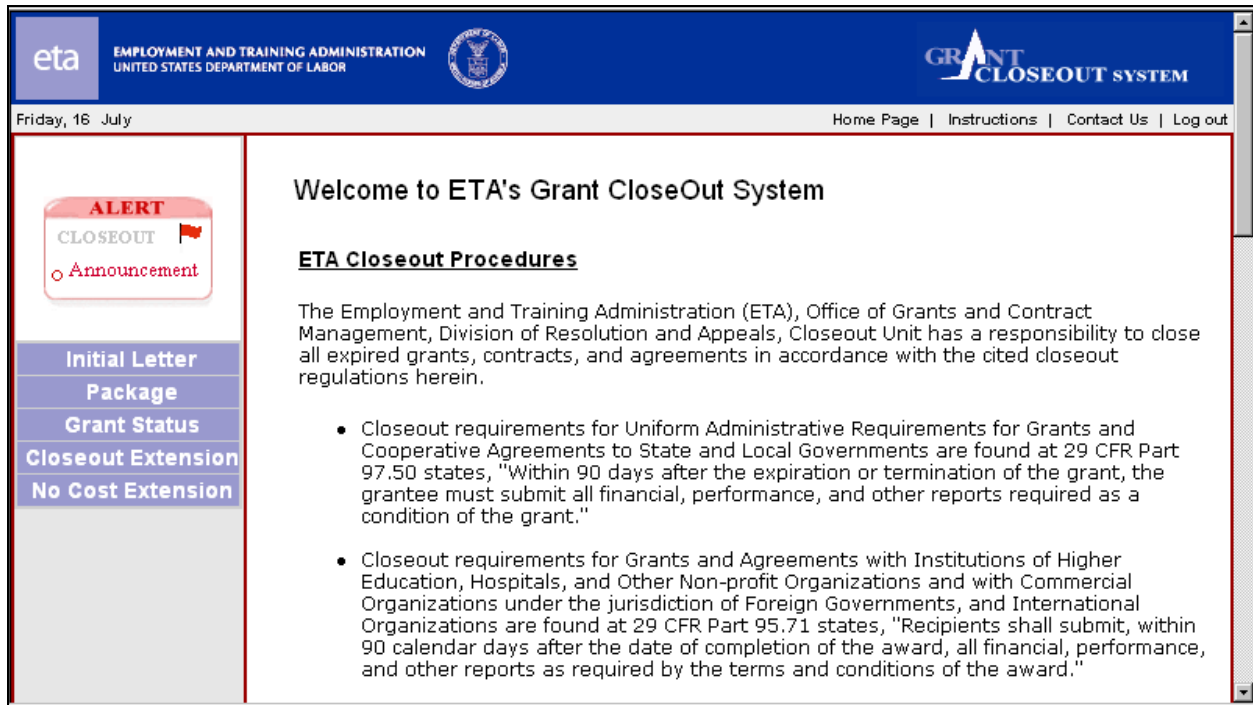 eta
EMPLOYMENT AND TRAINING ADMINISTRATION
UNITED STATES DEPARTMENT OF LABOR
GRANT
CLOSEOUT SYSTEM
Friday, 16 July
Home Page | Instructions | Contact Us | Log out
ALERT
CLOSEOUT
Announcement
Initial Letter
Package
Grant Status
Closeout Extension
No Cost Extension
Welcome to ETA's Grant CloseOut System
ETA Closeout Procedures
The Employment and Training Administration (ETA), Office of Grants and Contract
Management, Division of Resolution and Appeals, Closeout Unit has a responsibility to close
all expired grants, contracts, and agreements in accordance with the cited closeout
regulations herein.
• Closeout requirements for Uniform Administrative Requirements for Grants and
Cooperative Agreements to State and Local Governments are found at 29 CFR Part
97.50 states, "Within 90 days after the expiration or termination of the grant, the
grantee must submit all financial, performance, and other reports required as a
condition of the grant."
• Closeout requirements for Grants and Agreements with Institutions of Higher
Education, Hospitals, and Other Non-profit Organizations and with Commercial
Organizations under the jurisdiction of Foreign Governments, and International
Organizations are found at 29 CFR Part 95.71 states, "Recipients shall submit, within
90 calendar days after the date of completion of the award, all financial, performance,
and other reports as required by the terms and conditions of the award."